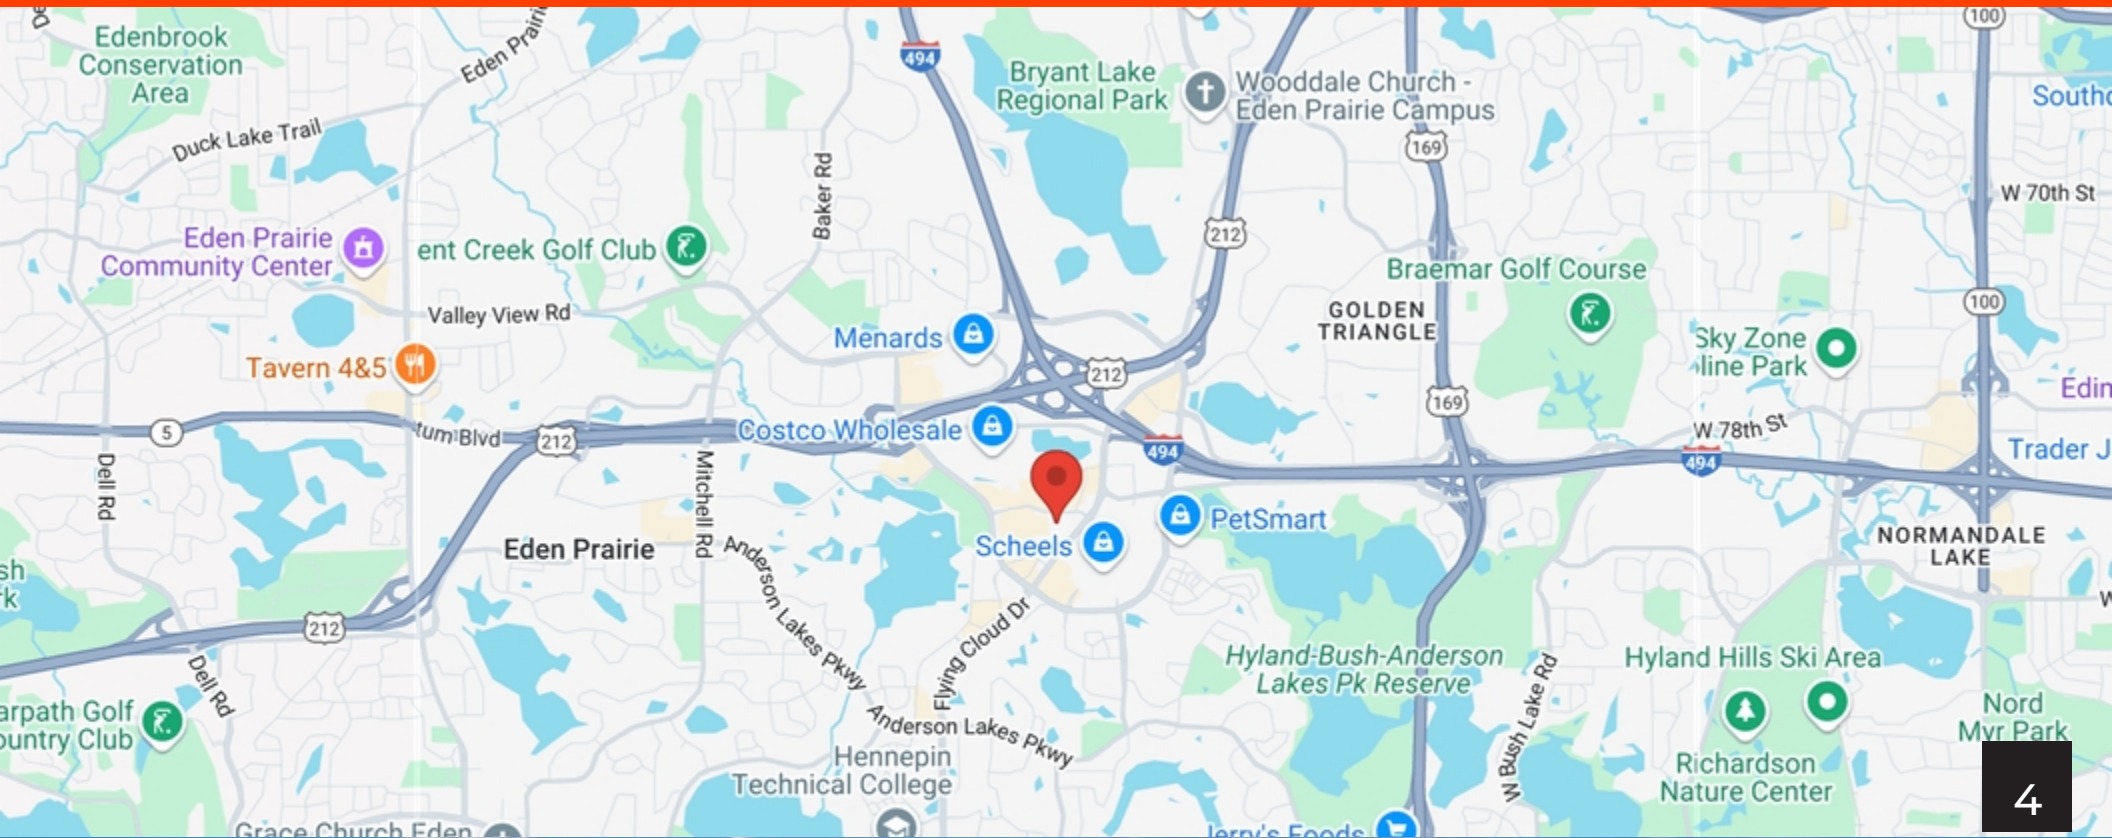 Edenbrook
Conservation
Area
Duck Lake Trail
494
Bryant Lake
Regional Park
Wooddale Church -
Eden Prairie Campus
100
169
W 70th St
Baker Rd
Eden Prairie
Community Center
ent Creek Golf Club
212
Braemar Golf Course
GOLDEN
TRIANGLE
100
Valley View Rd
Menards
Sky Zone
line Park
Tavern 4&5
212
169
5
tum Blvd
212
Costco Wholesale
494
W 78th St
494
Trader J
Dell Rd
Mitchell Rd
Eden Prairie
Anderson Lakes Pkwy
Scheels
PetSmart
NORMANDALE
LAKE
212
Dell Rd
Flying Cloud Dr
Hyland-Bush-Anderson
Lakes Pk Reserve
W Bush Lake Rd
Hyland Hills Ski Area
arpath Golf
ountry Club
Anderson Lakes Pkwy
Hennepin
Technical College
Richardson
Nature Center
Nord
Myr Park
Grace Church Eden
Jerry's Foods
4